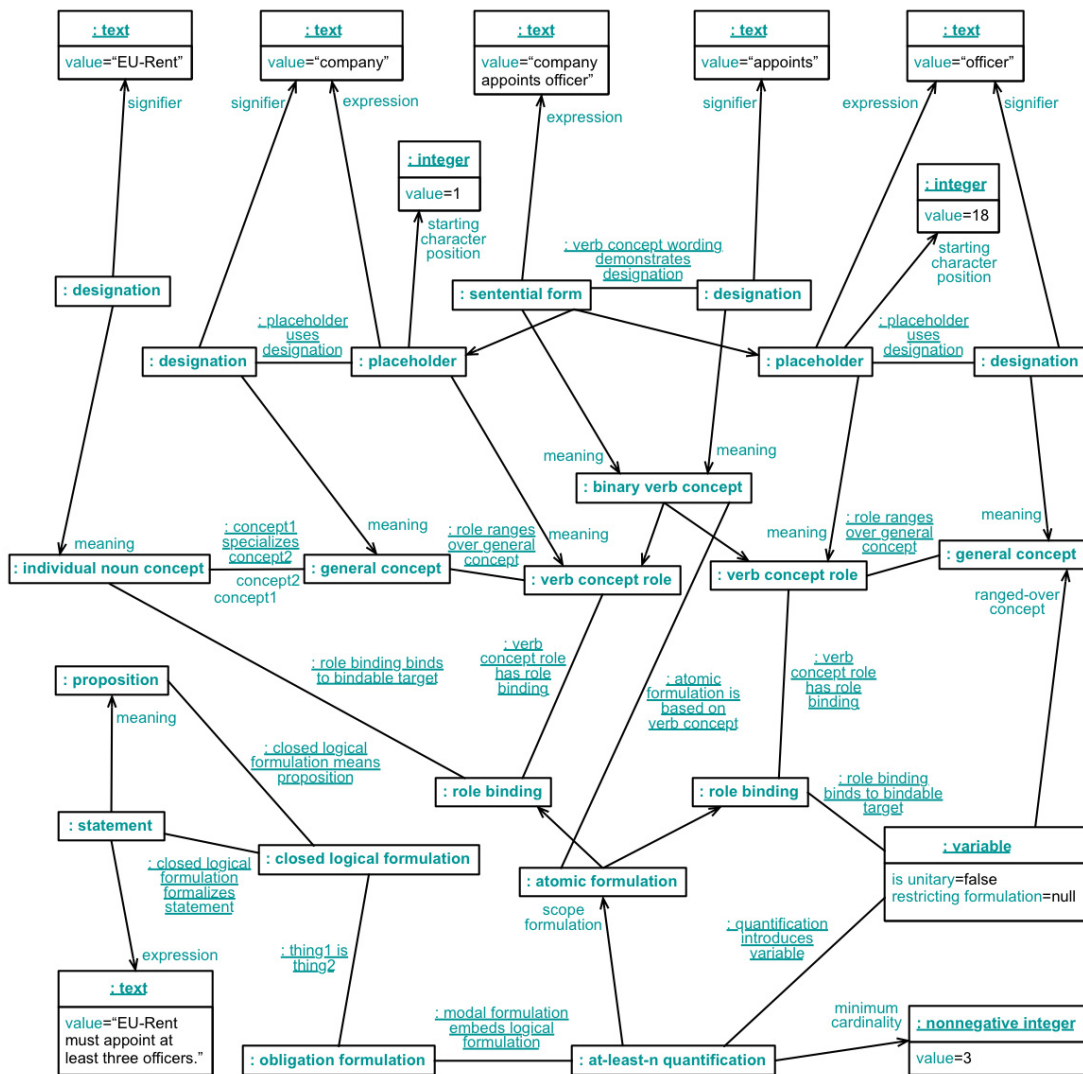 : text
value=“EU-Rent”
: text
value=“company”
: text
value=“company
appoints officer”
: text
value=“appoints”
: text
value=“officer”
signifier
signifier
expression
expression
signifier
expression
signifier
: integer
value=1
: integer
value=18
starting
character
position
starting
character
position
: verb concept wording
demonstrates
designation
: designation
: sentential form
: designation
: placeholder
uses
designation
: placeholder
uses
designation
: designation
: placeholder
: placeholder
: designation
meaning
meaning
: binary verb concept
meaning
meaning
meaning
meaning
meaning
: concept1
specializes
concept2
: role ranges
over general
concept
: role ranges
over general
concept
: individual noun concept
: general concept
: verb concept role
: verb concept role
: general concept
concept2
concept1
ranged-over
concept
: role binding binds
to bindable target
: verb
concept role
has role
binding
: atomic
formulation is
based on
verb concept
: verb
concept role
has role
binding
: proposition
meaning
: closed logical
formulation means
proposition
: role binding
: role binding
: role binding
binds to bindable
target
: statement
: closed logical formulation
: closed logical
formulation
formalizes
statement
: atomic formulation
scope
formulation
: variable
is unitary=false
restricting formulation=null
: quantification
introduces
variable
: thing1 is
thing2
expression
: text
value=“EU-Rent
must appoint at
least three officers.”
: modal formulation
embeds logical
formulation
: obligation formulation
: at-least-n quantification
minimum
cardinality
: nonnegative integer
value=3